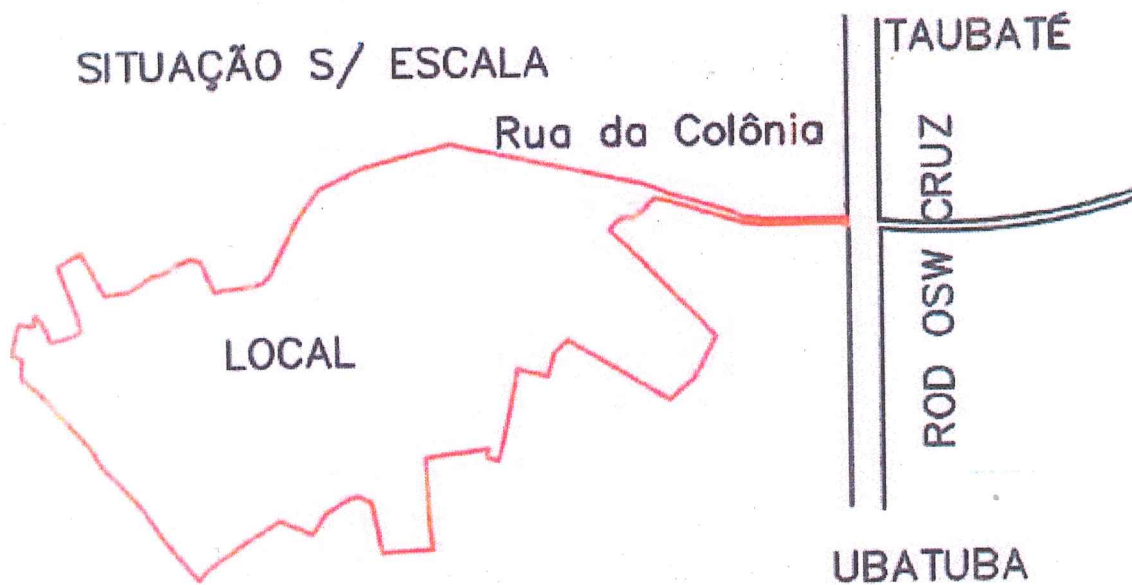 TAUBATÉ
SITUAÇÃO S/ ESCALA
Rua da Colônia
ROD OSW CRUZ
LOCAL
UBATUBA